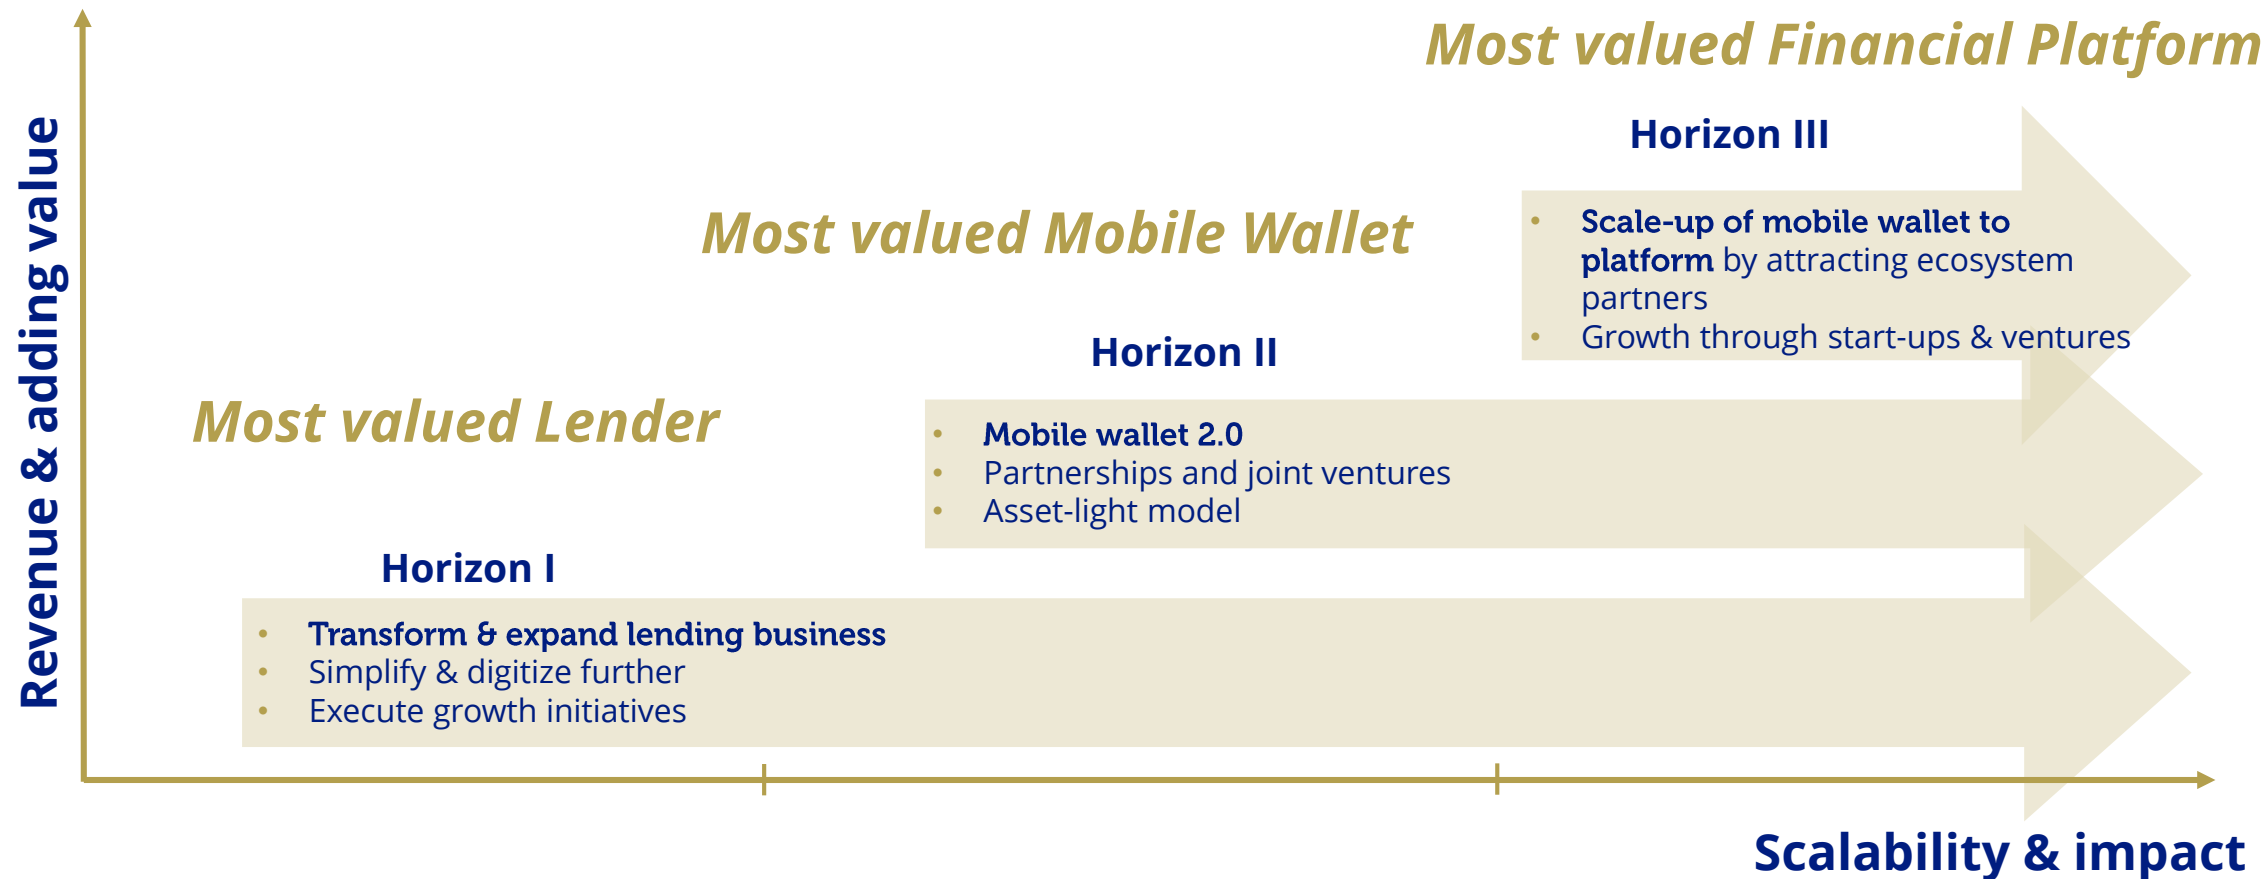 Most valued Financial Platform
Horizon III
• Scale-up of mobile wallet to
platform by attracting ecosystem
partners
• Growth through start-ups & ventures
Most valued Mobile Wallet
Horizon II
• Mobile wallet 2.0
• Partnerships and joint ventures
• Asset-light model
Most valued Lender
Horizon I
• Transform & expand lending business
• Simplify & digitize further
• Execute growth initiatives
Revenue & adding value
Scalability & impact